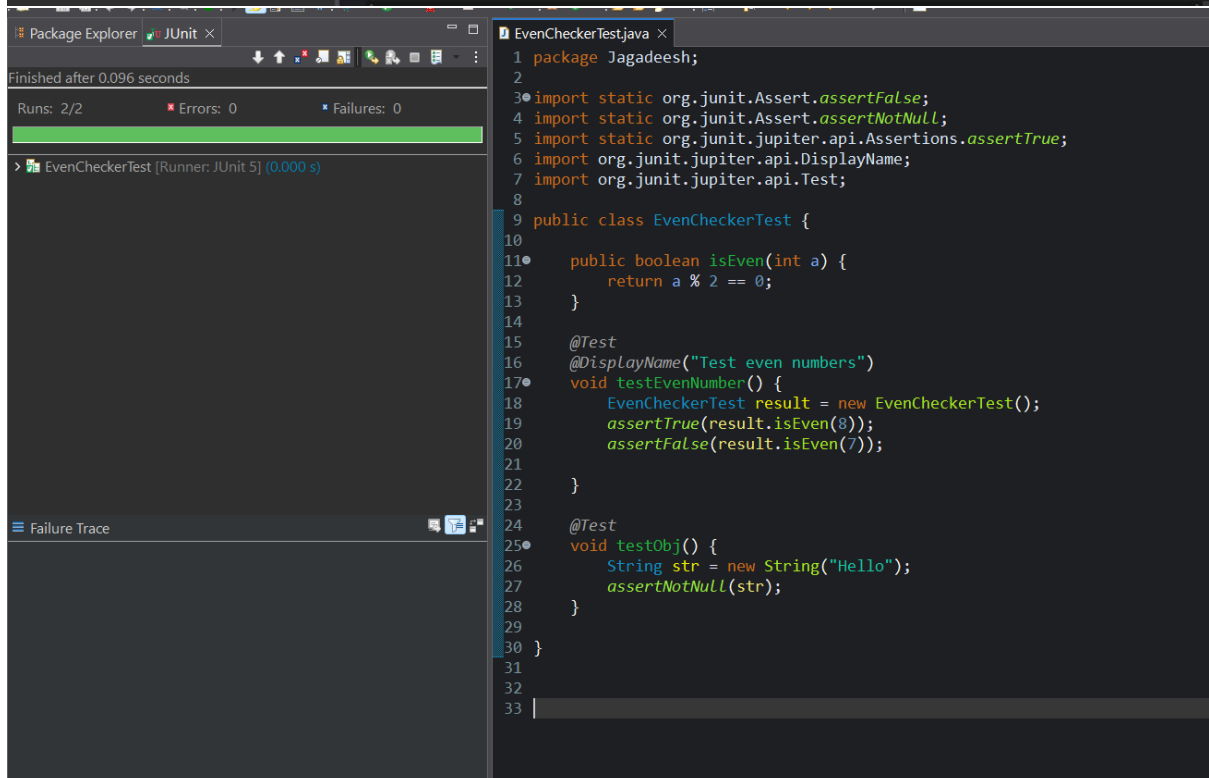 Package Explorer JUnit ×
Finished after 0.096 seconds
Runs: 2/2 Errors: 0 Failures: 0
EvenCheckerTest [Runner: JUnit 5] (0.000 s)
Failure Trace
EvenCheckerTest.java ×
1 package Jagadeesh;
2
3 import static org.junit.Assert.assertFalse;
4 import static org.junit.Assert.assertNotNull;
5 import static org.junit.jupiter.api.Assertions.assertTrue;
6 import org.junit.jupiter.api.DisplayName;
7 import org.junit.jupiter.api.Test;
8
9 public class EvenCheckerTest {
10
11 public boolean isEven(int a) {
12 return a % 2 == 0;
13 }
14
15 @Test
16 @DisplayName("Test even numbers")
17 void testEvenNumber() {
18 EvenCheckerTest result = new EvenCheckerTest();
19 assertTrue(result.isEven(8));
20 assertFalse(result.isEven(7));
21
22 }
23
24 @Test
25 void testObj() {
26 String str = new String("Hello");
27 assertNotNull(str);
28 }
29
30 }
31
32
33